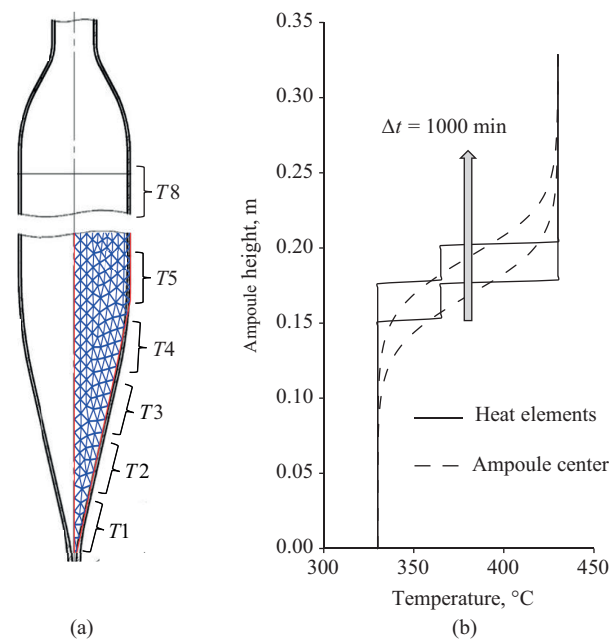 T8
T5
T4
T3
T2
T1
(a)
Ampoule height, m
0.35
0.30
0.25
0.20
0.15
0.10
0.05
0.00
Δt = 1000 min
Heat elements
Ampoule center
300 350 400 450
Temperature, °C
(b)